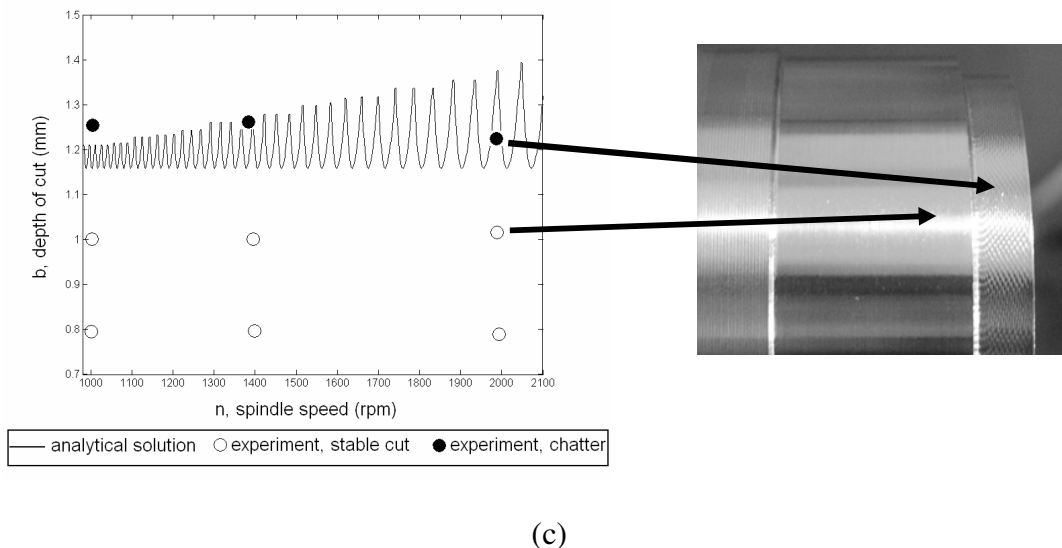 1.5
1.4
1.3
1.2
1.1
1
0.9
0.8
0.7
b, depth of cut (mm)
1000 1100 1200 1300 1400 1500 1600 1700 1800 1900 2000 2100
n, spindle speed (rpm)
analytical solution experiment, stable cut experiment, chatter
(c)